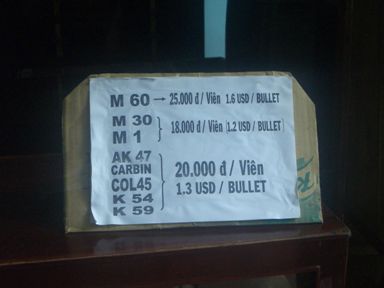 M 60 → 25.000 đ / Viên 1.6 USD / BULLET
M 30
M 1
18.000 đ / Viên (1.2 USD / BULLET)
AK 47
CARBIN
COL45
K 54
K 59
20.000 đ / Viên
1.3 USD / BULLET